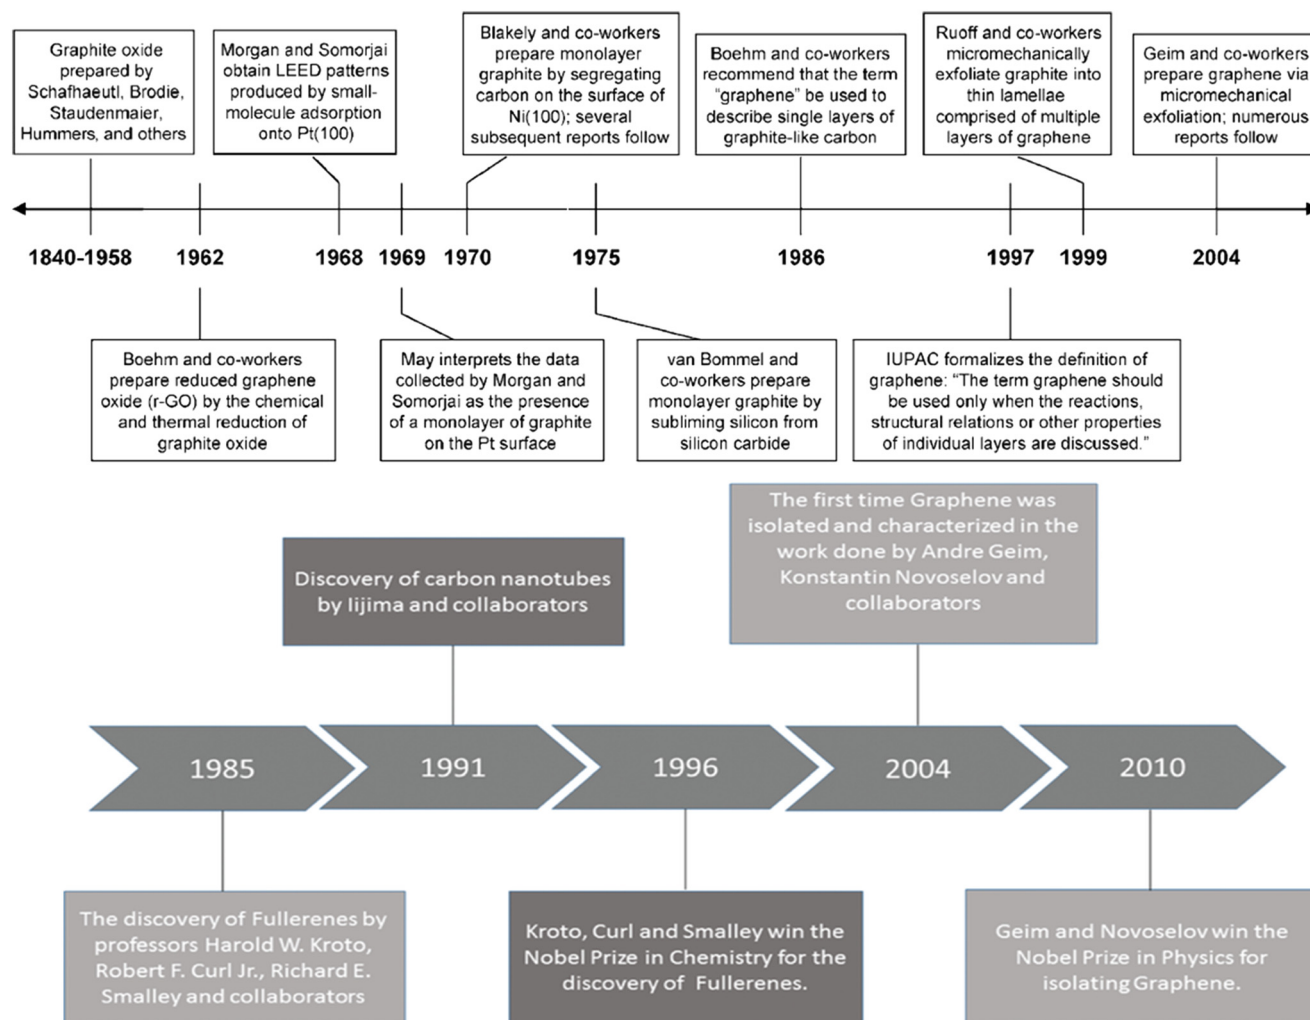 Graphite oxide
prepared by
Schafhaeutl, Brodie,
Staudenmaier,
Hummers, and others
Morgan and Somorjai
obtain LEED patterns
produced by small-
molecule adsorption
onto Pt(100)
Blakely and co-workers
prepare monolayer
graphite by segregating
carbon on the surface of
Ni(100); several
subsequent reports follow
Boehm and co-workers
recommend that the term
“graphene” be used to
describe single layers of
graphite-like carbon
Ruoff and co-workers
micromechanically
exfoliate graphite into
thin lamellae
comprised of multiple
layers of graphene
Geim and co-workers
prepare graphene via
micromechanical
exfoliation; numerous
reports follow
1840-1958 1962 1968 1969 1970 1975 1986 1997 1999 2004
Boehm and co-workers
prepare reduced graphene
oxide (r-GO) by the chemical
and thermal reduction of
graphite oxide
May interprets the data
collected by Morgan and
Somorjai as the presence
of a monolayer of graphite
on the Pt surface
van Bommel and
co-workers prepare
monolayer graphite by
subliming silicon from
silicon carbide
IUPAC formalizes the definition of
graphene: “The term graphene should
be used only when the reactions,
structural relations or other properties
of individual layers are discussed.”
The first time Graphene was
isolated and characterized in the
work done by Andre Geim,
Konstantin Novoselov and
collaborators
Discovery of carbon nanotubes
by Iijima and collaborators
1985 1991 1996 2004 2010
The discovery of Fullerenes by
professors Harold W. Kroto,
Robert F. Curl Jr., Richard E.
Smalley and collaborators
Kroto, Curl and Smalley win the
Nobel Prize in Chemistry for the
discovery of Fullerenes.
Geim and Novoselov win the
Nobel Prize in Physics for
isolating Graphene.